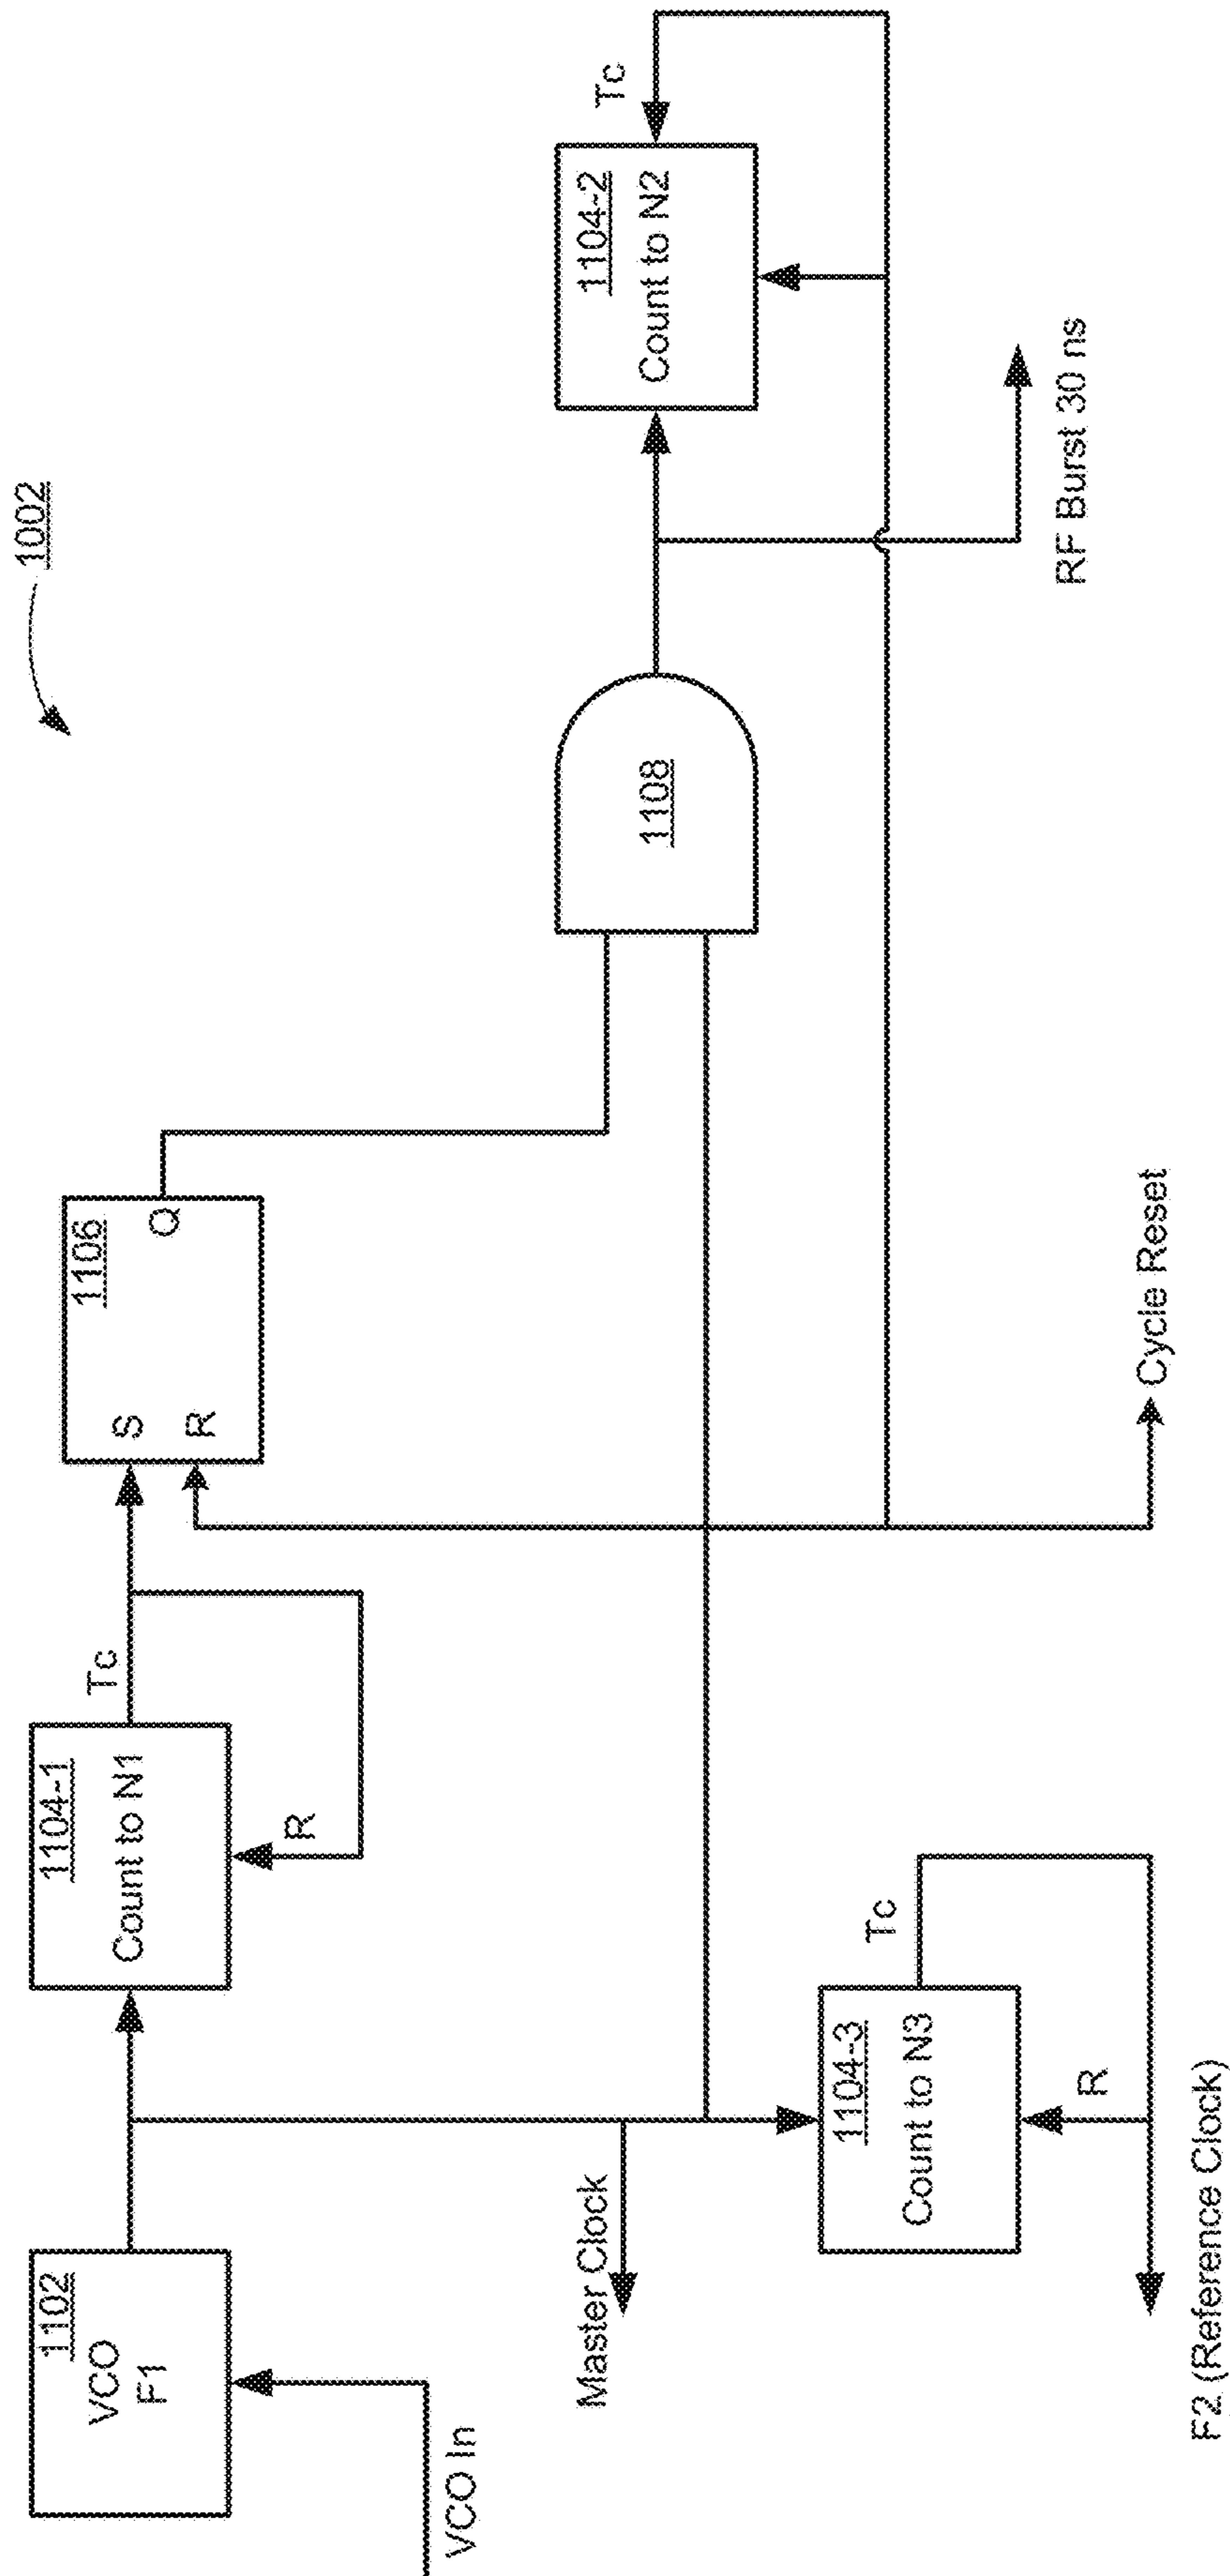 1002
1102
VCO
F1
VCO In
1104-1
Count to N1
Tc
R
1106
S
R
Q
Master Clock
1104-3
Count to N3
Tc
R
F2 (Reference Clock)
Cycle Reset
1108
1104-2
Count to N2
Tc
RF Burst 30 ns